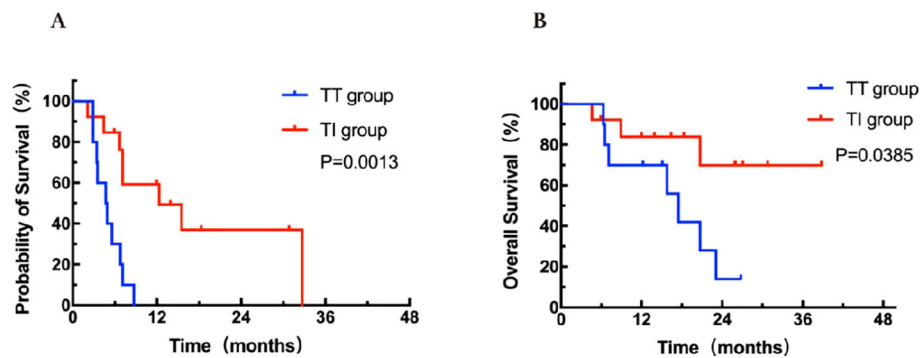 A
TT group
TI group
P=0.0013
Probability of Survival (%)
100
80
60
40
20
0
0 12 24 36 48
Time (months)
B
TT group
TI group
P=0.0385
Overall Survival (%)
100
80
60
40
20
0
0 12 24 36 48
Time (months)